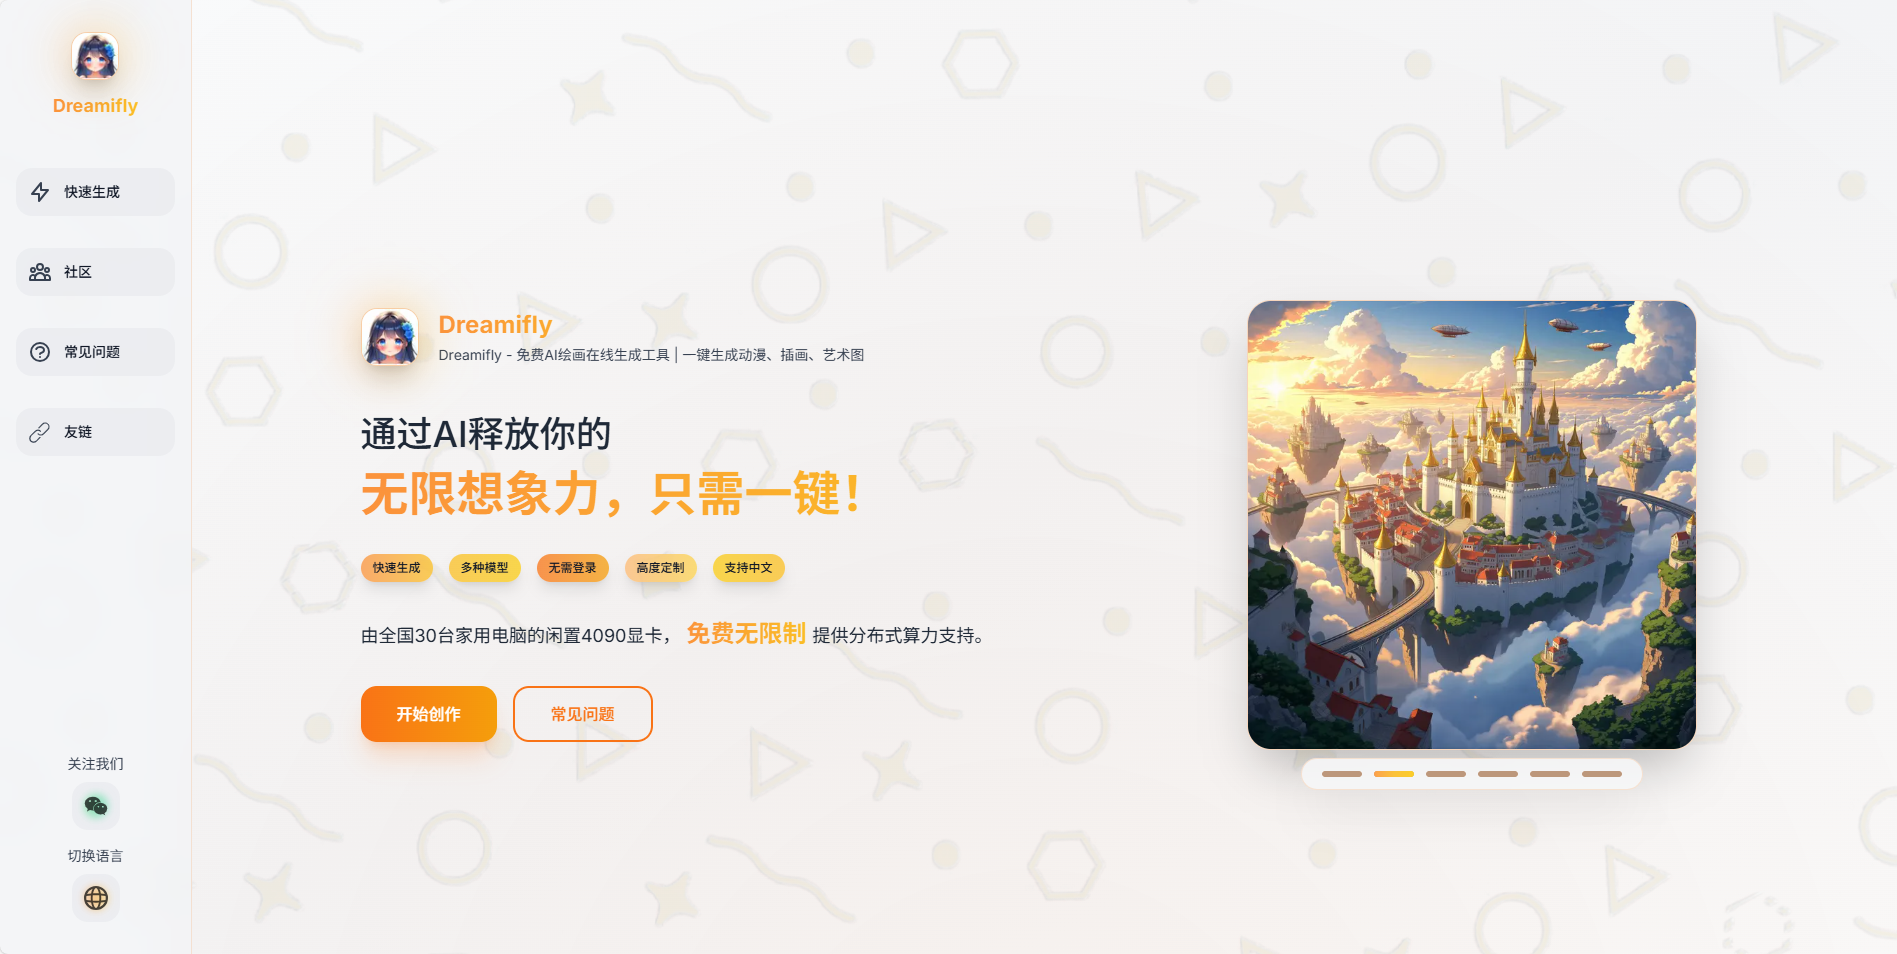 Dreamifly
快速生成
社区
常见问题
友链
关注我们
切换语言
Dreamifly
Dreamifly - 免费AI绘画在线生成工具 | 一键生成动漫、插画、艺术图
通过AI释放你的
无限想象力，只需一键！
快速生成 多种模型 无需登录 高度定制 支持中文
由全国30台家用电脑的闲置4090显卡， 免费无限制 提供分布式算力支持。
开始创作 常见问题